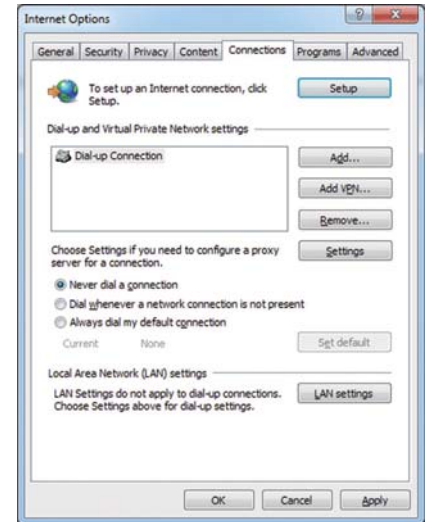 Internet Options
General Security Privacy Content Connections Programs Advanced
To set up an Internet connection, click
Setup.
Setup
Dial-up and Virtual Private Network settings
Dial-up Connection
Add...
Add VPN...
Remove...
Choose Settings if you need to configure a proxy
server for a connection.
Settings
Never dial a connection
Dial whenever a network connection is not present
Always dial my default connection
Current None
Set default
Local Area Network (LAN) settings
LAN Settings do not apply to dial-up connections.
Choose Settings above for dial-up settings.
LAN settings
OK Cancel Apply